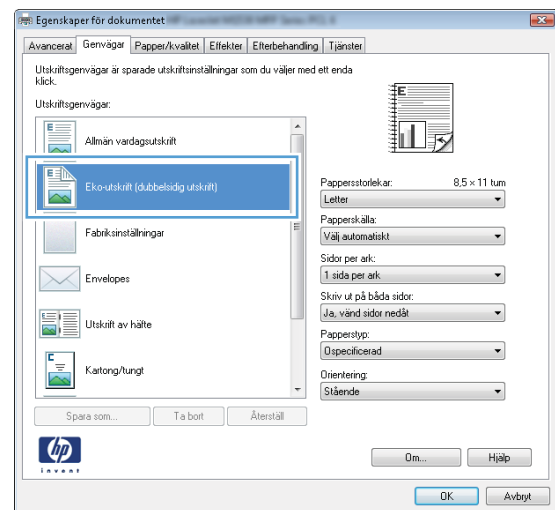 Egenskaper för dokumentet
Avancerat Genvägar Papper/kvalitet Effekter Efterbehandling Tjänster
Utskriftsgenvägar är sparade utskriftsinställningar som du väljer med ett enda
klick.
Utskriftsgenvägar:
Allmän vardagsutskrift
Eko-utskrift (dubbelsidig utskrift)
Fabriksinställningar
Envelopes
Utskrift av häfte
Kartong/tungt
E
Pappersstorlekar: 8,5 × 11 tum
Letter
Papperskälla:
Välj automatiskt
Sidor per ark:
1 sida per ark
Skriv ut på båda sidor:
Ja, vänd sidor nedåt
Papperstyp:
Ospecificerad
Orientering:
Stående
Spara som... Ta bort Återställ
hp
invent
Om... Hjälp
OK Avbryt